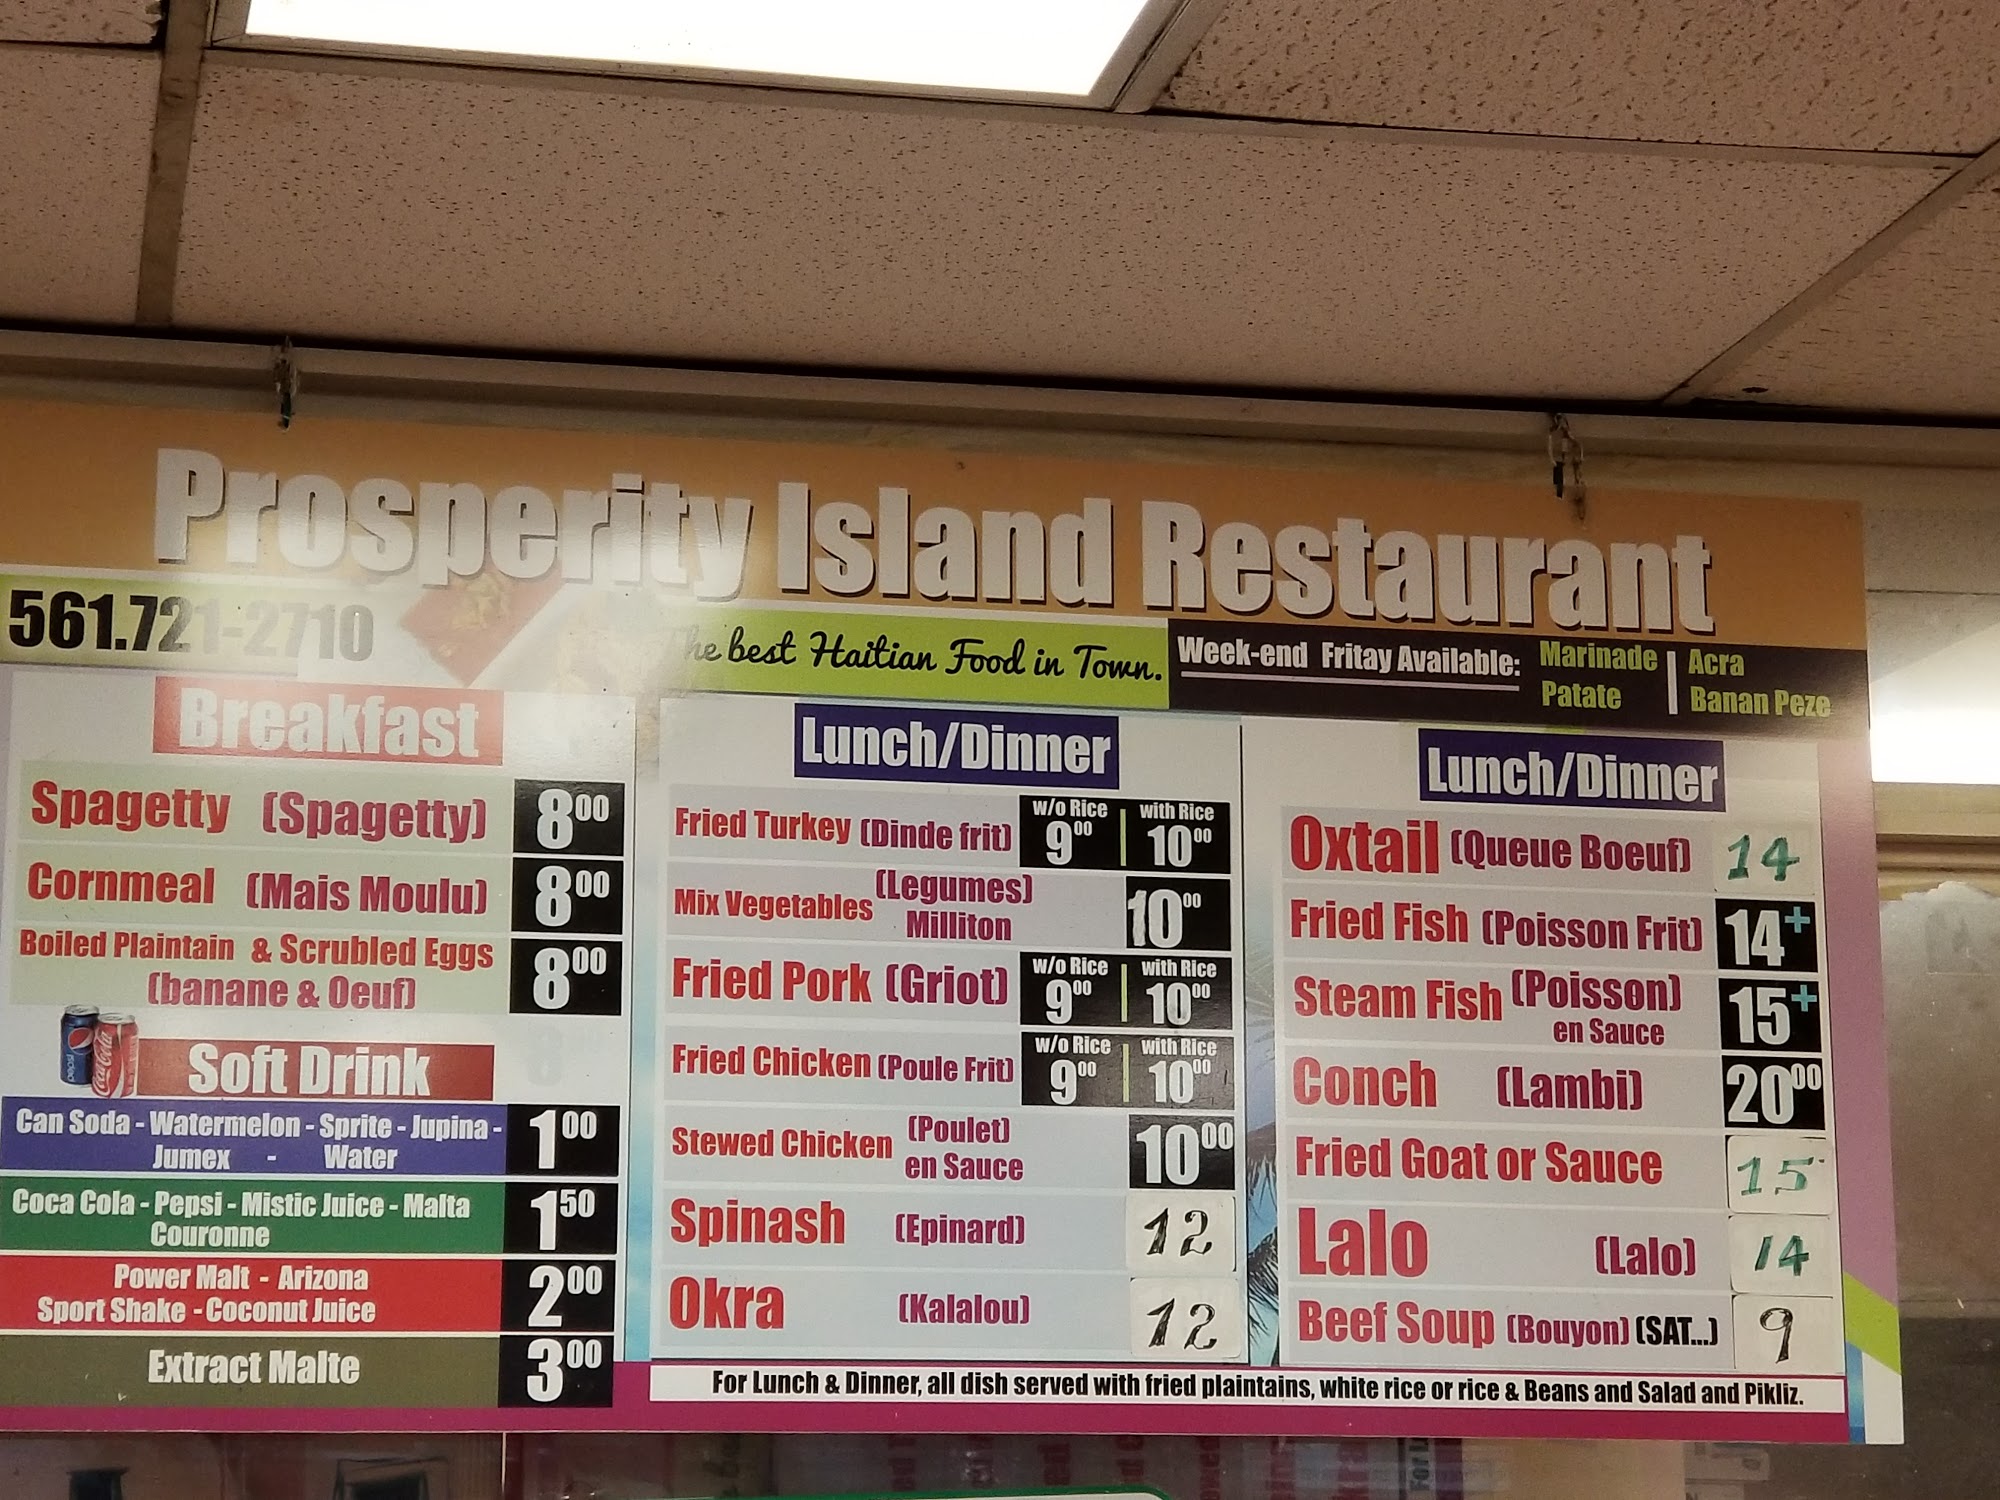 Prosperity Island Restaurant
561.721-2710
The best Haitian Food in Town.
Week-end Fritay Available:
Marinade
Patate
Acra
Banan Peze
Breakfast
Spagetty (Spagetty) 8.00
Cornmeal (Mais Moulu) 8.00
Boiled Plaintain & Scrubled Eggs
(banane & Oeuf) 8.00
pepsi
Coca-Cola
Soft Drink
Can Soda - Watermelon - Sprite - Jupina -
Jumex - Water
1.00
Coca Cola - Pepsi - Mistic Juice - Malta
Couronne
1.50
Power Malt - Arizona
Sport Shake - Coconut Juice
2.00
Extract Malte 3.00
Lunch/Dinner
Fried Turkey (Dinde frit) w/o Rice 9.00 with Rice 10.00
Mix Vegetables (Legumes)
Milliton
10.00
Fried Pork (Griot) w/o Rice 9.00 with Rice 10.00
Fried Chicken (Poule Frit) w/o Rice 9.00 with Rice 10.00
Stewed Chicken (Poulet)
en Sauce
10.00
Spinash (Epinard) 12
Okra (Kalalou) 12
Lunch/Dinner
Oxtail (Queue Boeuf) 14
Fried Fish (Poisson Frit) 14+
Steam Fish (Poisson)
en Sauce
15+
Conch (Lambi) 20.00
Fried Goat or Sauce 15
Lalo (Lalo) 14
Beef Soup (Bouyon) (SAT...) 9
For Lunch & Dinner, all dish served with fried plaintains, white rice or rice & Beans and Salad and Pikliz.